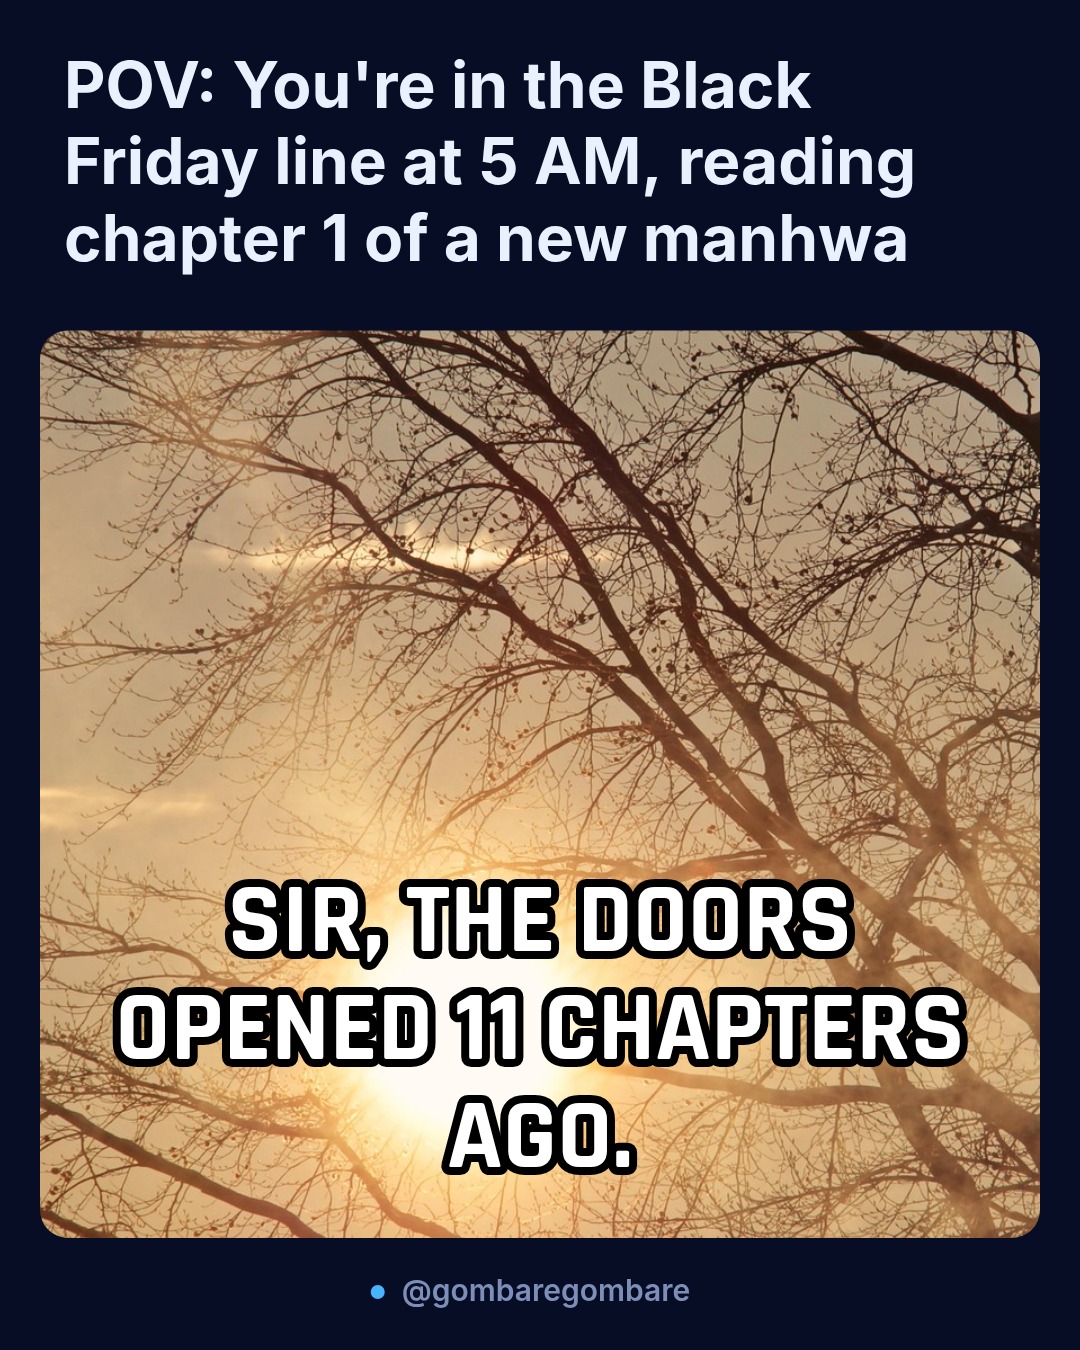 POV: You're in the Black
Friday line at 5 AM, reading
chapter 1 of a new manhwa
SIR, THE DOORS
OPENED 11 CHAPTERS
AGO.
@gombaregombare